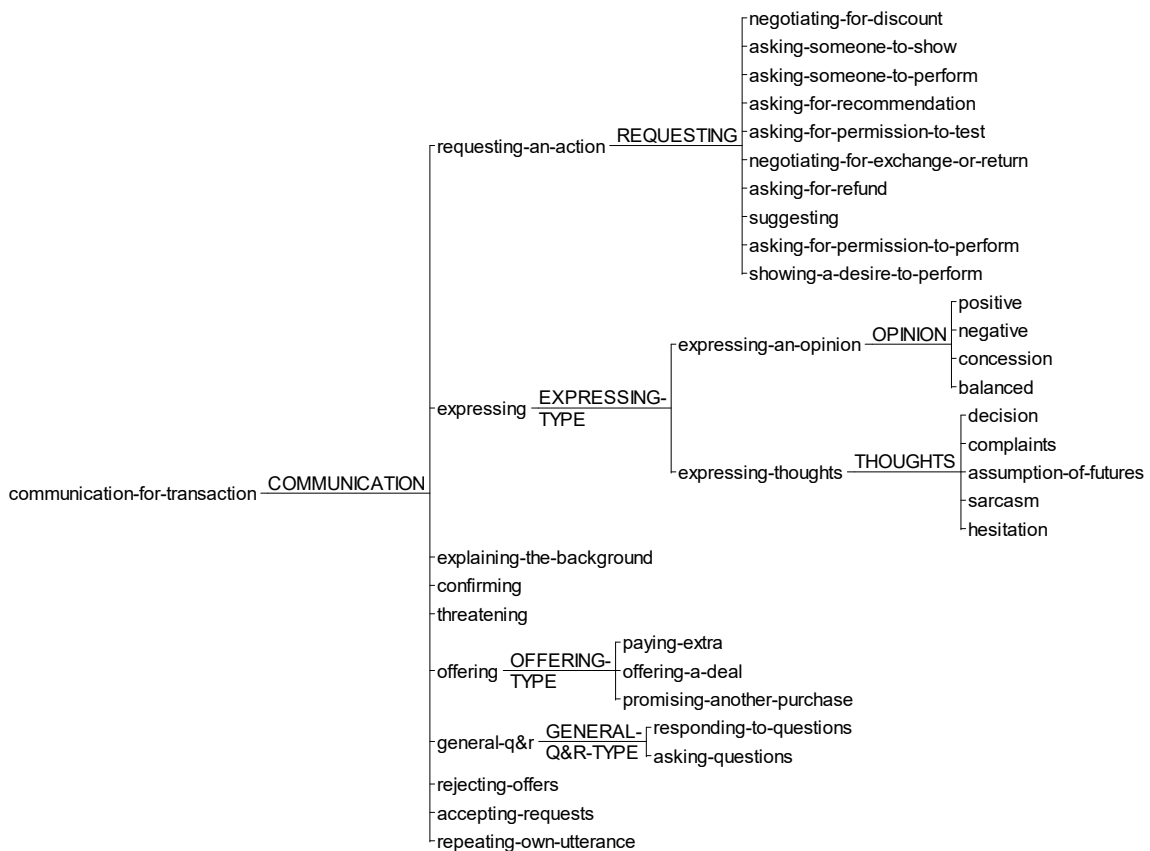 negotiating-for-discount
asking-someone-to-show
asking-someone-to-perform
asking-for-recommendation
requesting-an-action REQUESTING asking-for-permission-to-test
negotiating-for-exchange-or-return
asking-for-refund
suggesting
asking-for-permission-to-perform
showing-a-desire-to-perform
positive
expressing-an-opinion OPINION negative
concession
balanced
expressing EXPRESSING-
TYPE
decision
complaints
expressing-thoughts THOUGHTS assumption-of-futures
sarcasm
hesitation
communication-for-transaction COMMUNICATION
explaining-the-background
confirming
threatening
paying-extra
offering OFFERING-
TYPE
offering-a-deal
promising-another-purchase
general-q&r GENERAL-
Q&R-TYPE
responding-to-questions
asking-questions
rejecting-offers
accepting-requests
repeating-own-utterance